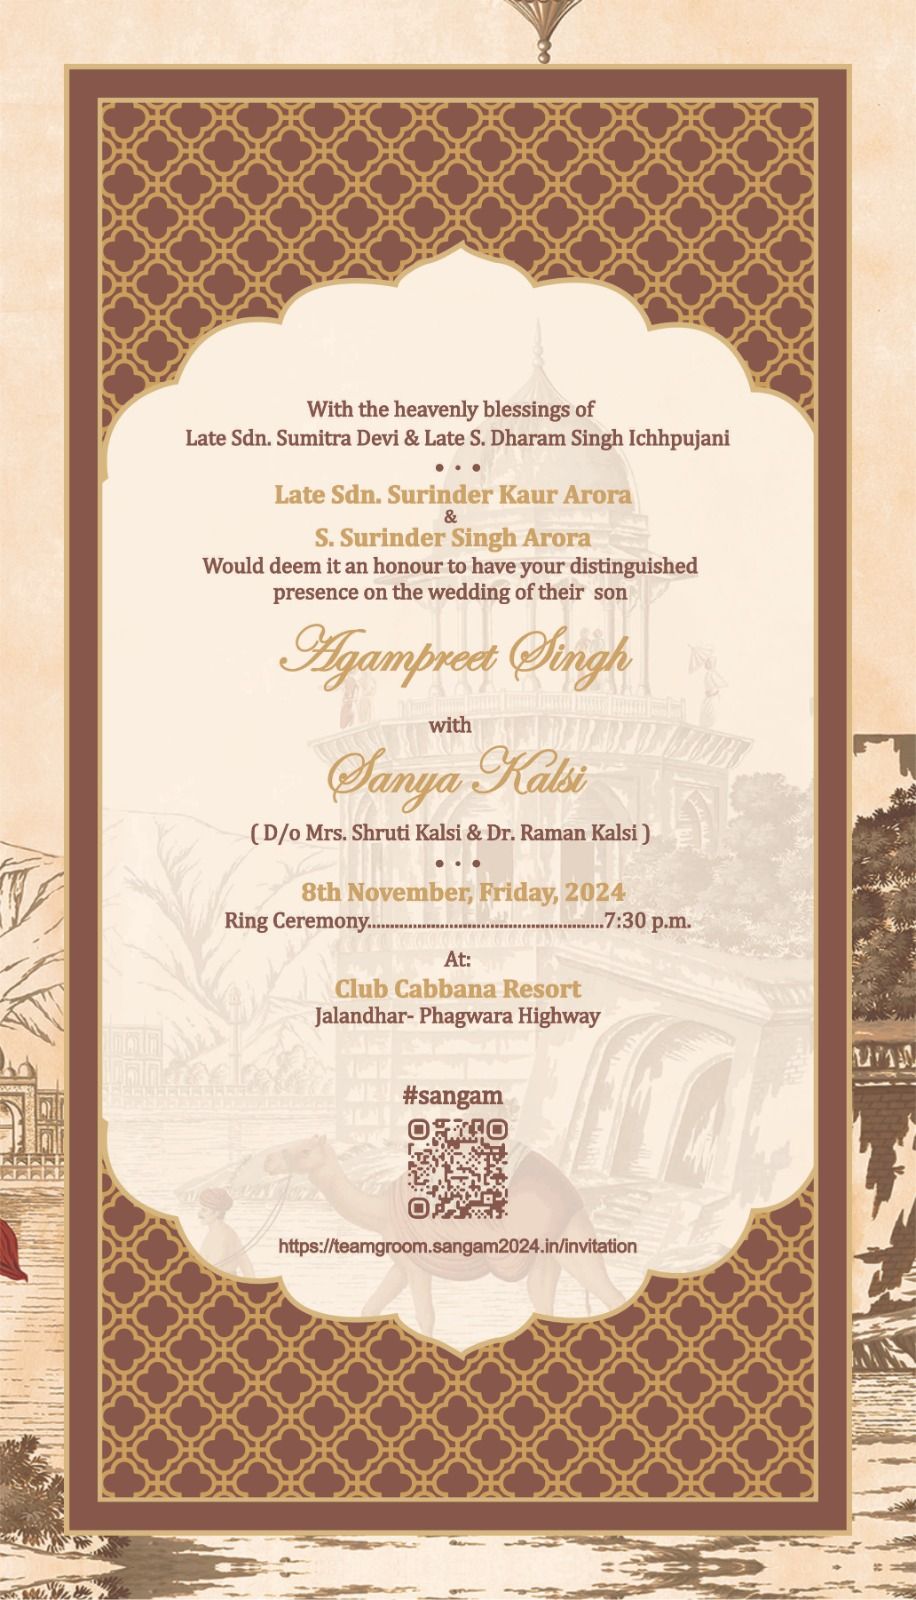 With the heavenly blessings of
Late Sdn. Sumitra Devi & Late S. Dharam Singh Ichhpujani
• • •
Late Sdn. Surinder Kaur Arora
&
S. Surinder Singh Arora
Would deem it an honour to have your distinguished
presence on the wedding of their son
Agampreet Singh
with
Sanya Kalsi
( D/o Mrs. Shruti Kalsi & Dr. Raman Kalsi )
• • •
8th November, Friday, 2024
Ring Ceremony....................................................7:30 p.m.
At:
Club Cabbana Resort
Jalandhar- Phagwara Highway
#sangam
https://teamgroom.sangam2024.in/invitation